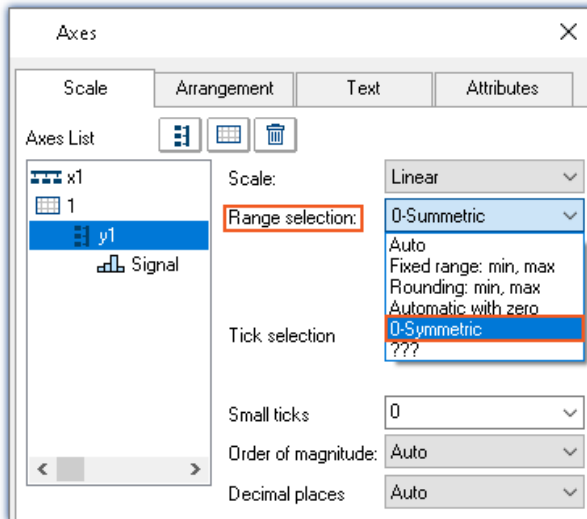 Axes
Scale
Arrangement
Text
Attributes
Axes List
x1
1
y1
Signal
Scale:
Linear
Range selection:
0-Summetric
Auto
Fixed range: min, max
Rounding: min, max
Automatic with zero
0-Symmetric
???
Tick selection
Small ticks
0
Order of magnitude:
Auto
Decimal places
Auto